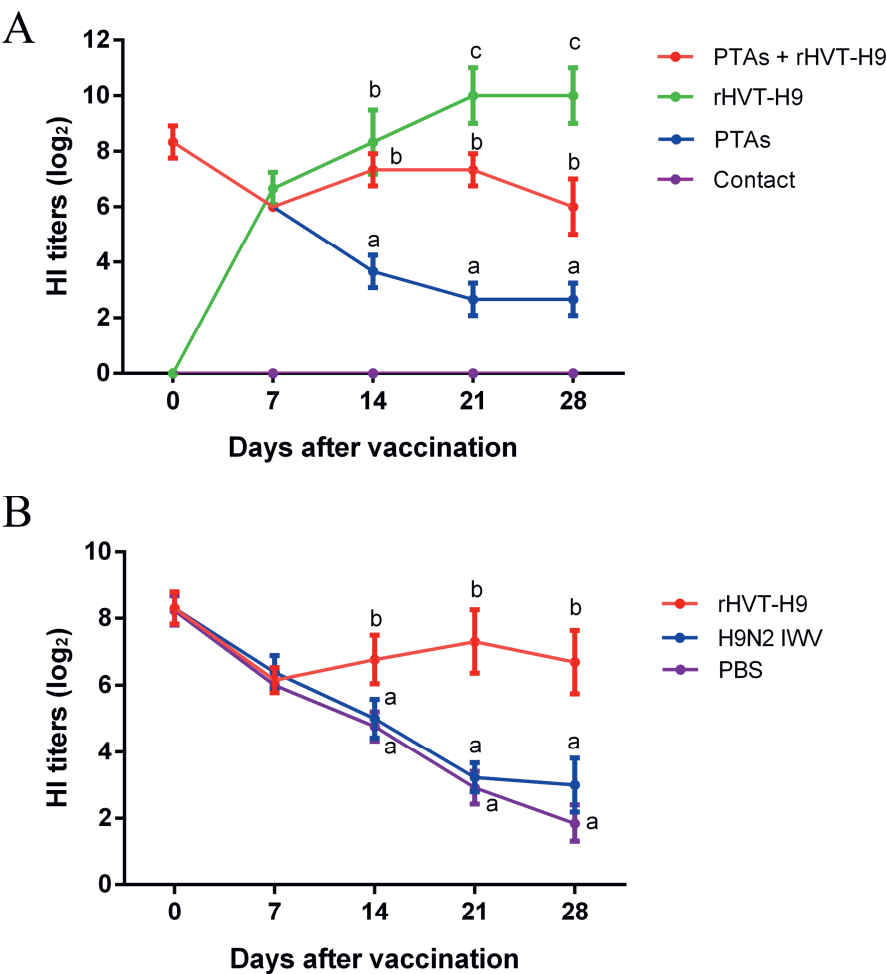 A
12
10
8
6
4
2
0
HI titers (log₂)
b
c
c
b
b
b
a
a
a
0 7 14 21 28
Days after vaccination
PTAs + rHVT-H9
rHVT-H9
PTAs
Contact
B
10
8
6
4
2
0
HI titers (log₂)
b
b
b
a
a
a
a
a
a
0 7 14 21 28
Days after vaccination
rHVT-H9
H9N2 IWV
PBS